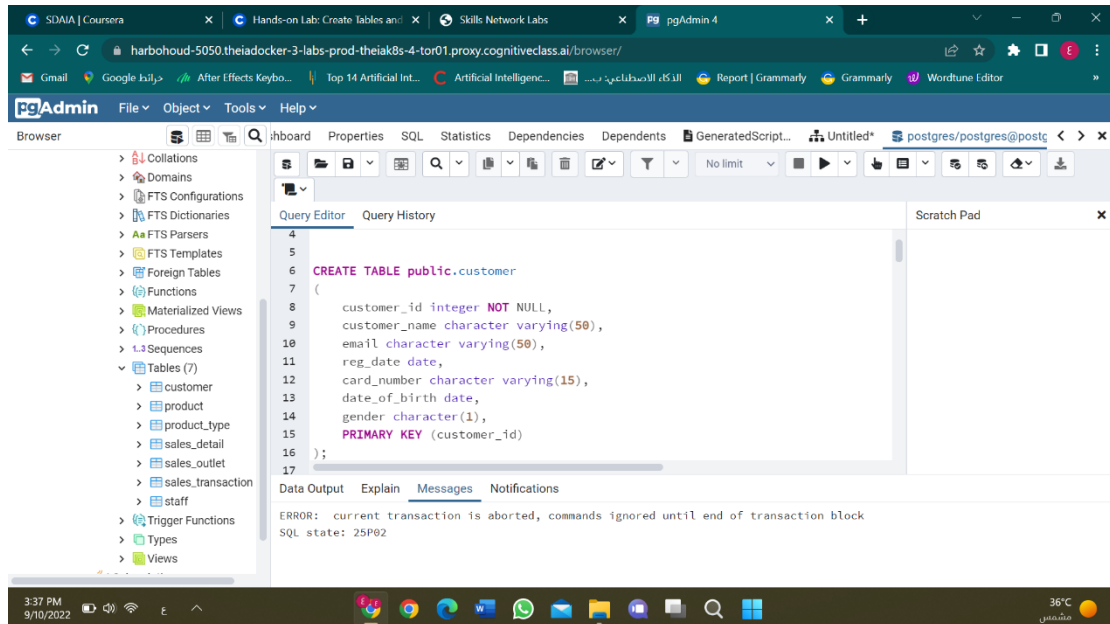 SDAIA | Coursera
Hands-on Lab: Create Tables and
Skills Network Labs
pgAdmin 4
harbohoud-5050.theiadocker-3-labs-prod-theiak8s-4-tor01.proxy.cognitiveclass.ai/browser/
E
Gmail
Google خرائط
After Effects Keybo...
Top 14 Artificial Int...
Artificial Intelligenc...
الذكاء الاصطناعي: ب...
Report | Grammarly
Grammarly
Wordtune Editor
»
pgAdmin File Object Tools Help
Browser
shboard Properties SQL Statistics Dependencies Dependents GeneratedScript... Untitled* postgres/postgres@postg
Collations
Domains
FTS Configurations
FTS Dictionaries
Aa FTS Parsers
FTS Templates
Foreign Tables
Functions
Materialized Views
Procedures
1..3 Sequences
Tables (7)
customer
product
product_type
sales_detail
sales_outlet
sales_transaction
staff
Trigger Functions
Types
Views
No limit
Query Editor Query History
Scratch Pad
4
5
6 CREATE TABLE public.customer
7 (
8 customer_id integer NOT NULL,
9 customer_name character varying(50),
10 email character varying(50),
11 reg_date date,
12 card_number character varying(15),
13 date_of_birth date,
14 gender character(1),
15 PRIMARY KEY (customer_id)
16 );
17
Data Output Explain Messages Notifications
ERROR: current transaction is aborted, commands ignored until end of transaction block
SQL state: 25P02
3:37 PM
9/10/2022
ع
36°C
مشمس